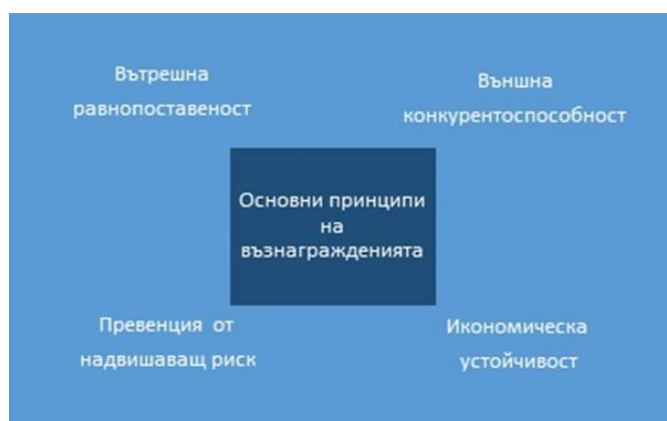 Вътрешна
равнопоставеност
Външна
конкурентоспособност
Основни принципи
на
възнагражденията
Превенция от
надвишаващ риск
Икономическа
устойчивост